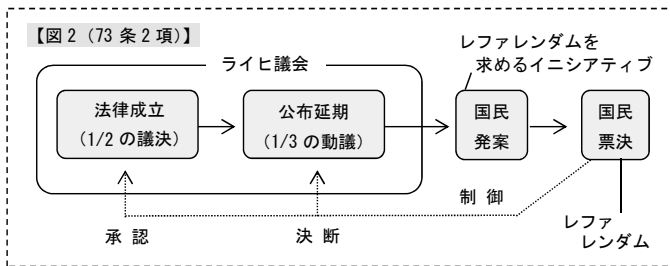 【図2（73条2項）】
ライヒ議会
レファレンダムを
求めるイニシアティブ
法律成立
（1/2の議決）
公布延期
（1/3の動議）
国民
発案
国民
票決
制御
承認
決断
レファ
レンダム